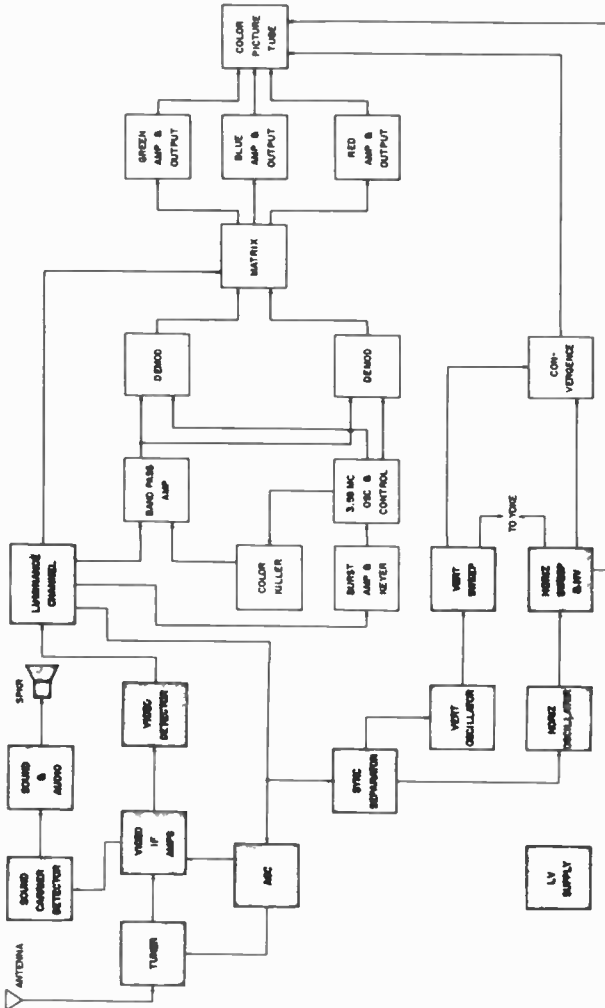 ANTENNA
TUNER
SOUND
CARRIER
DETECTOR
SOUND
&
AUDIO
SPKR
VIDEO
IF
AMPS
VIDEO
DETECTOR
AGC
LUMINANCE
CHANNEL
BAND PASS
AMP
COLOR
KILLER
BURST
AMP &
KEYER
3.58 MC
OSC &
CONTROL
DEMOD
DEMOD
MATRIX
GREEN
AMP &
OUTPUT
BLUE
AMP &
OUTPUT
RED
AMP &
OUTPUT
COLOR
PICTURE
TUBE
SYNC
SEPARATOR
VERT
OSCILLATOR
VERT
SWEEP
HORIZ
OSCILLATOR
HORIZ
SWEEP
& HV
TO YOKE
CON-
VERGENCE
LV
SUPPLY